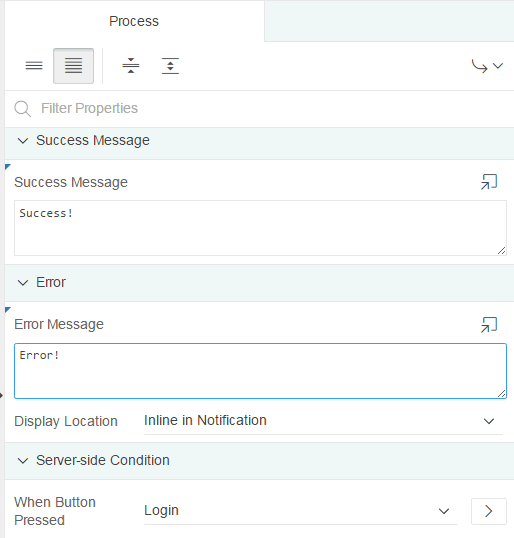 Process
Filter Properties
Success Message
Success Message
Success!
Error
Error Message
Error!
Display Location Inline in Notification
Server-side Condition
When Button
Pressed
Login